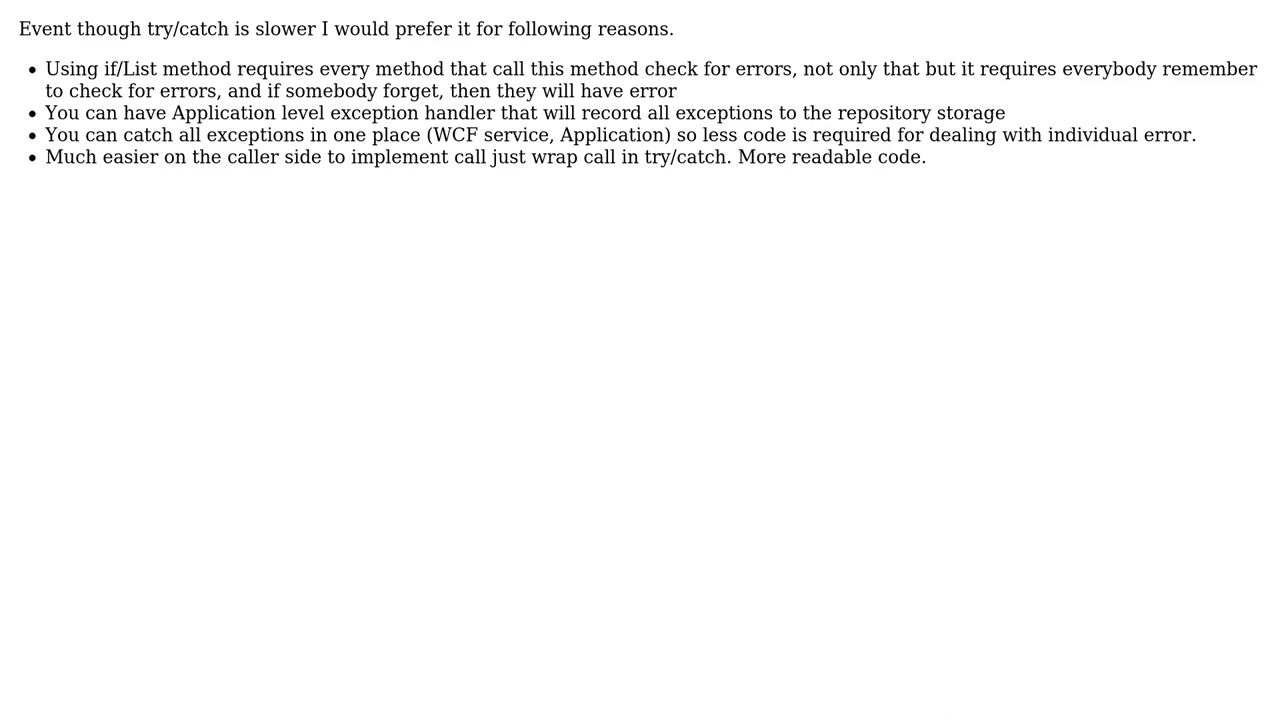 Event though try/catch is slower I would prefer it for following reasons.
• Using if/List method requires every method that call this method check for errors, not only that but it requires everybody remember
to check for errors, and if somebody forget, then they will have error
• You can have Application level exception handler that will record all exceptions to the repository storage
• You can catch all exceptions in one place (WCF service, Application) so less code is required for dealing with individual error.
• Much easier on the caller side to implement call just wrap call in try/catch. More readable code.